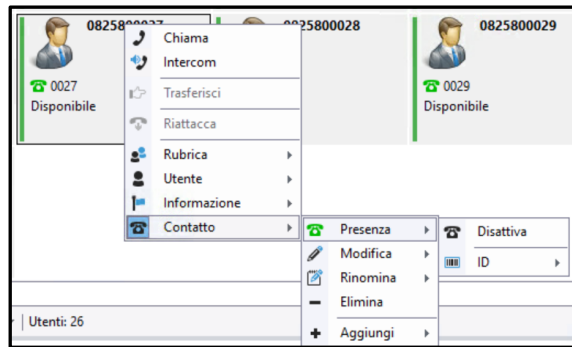 0825800027
0825800028
0825800029
Chiama
Intercom
Trasferisci
Riattacca
Rubrica
Utente
Informazione
Contatto
0027
Disponibile
0029
Disponibile
Presenza
Modifica
Rinomina
Elimina
Aggiungi
Disattiva
ID
Utenti: 26